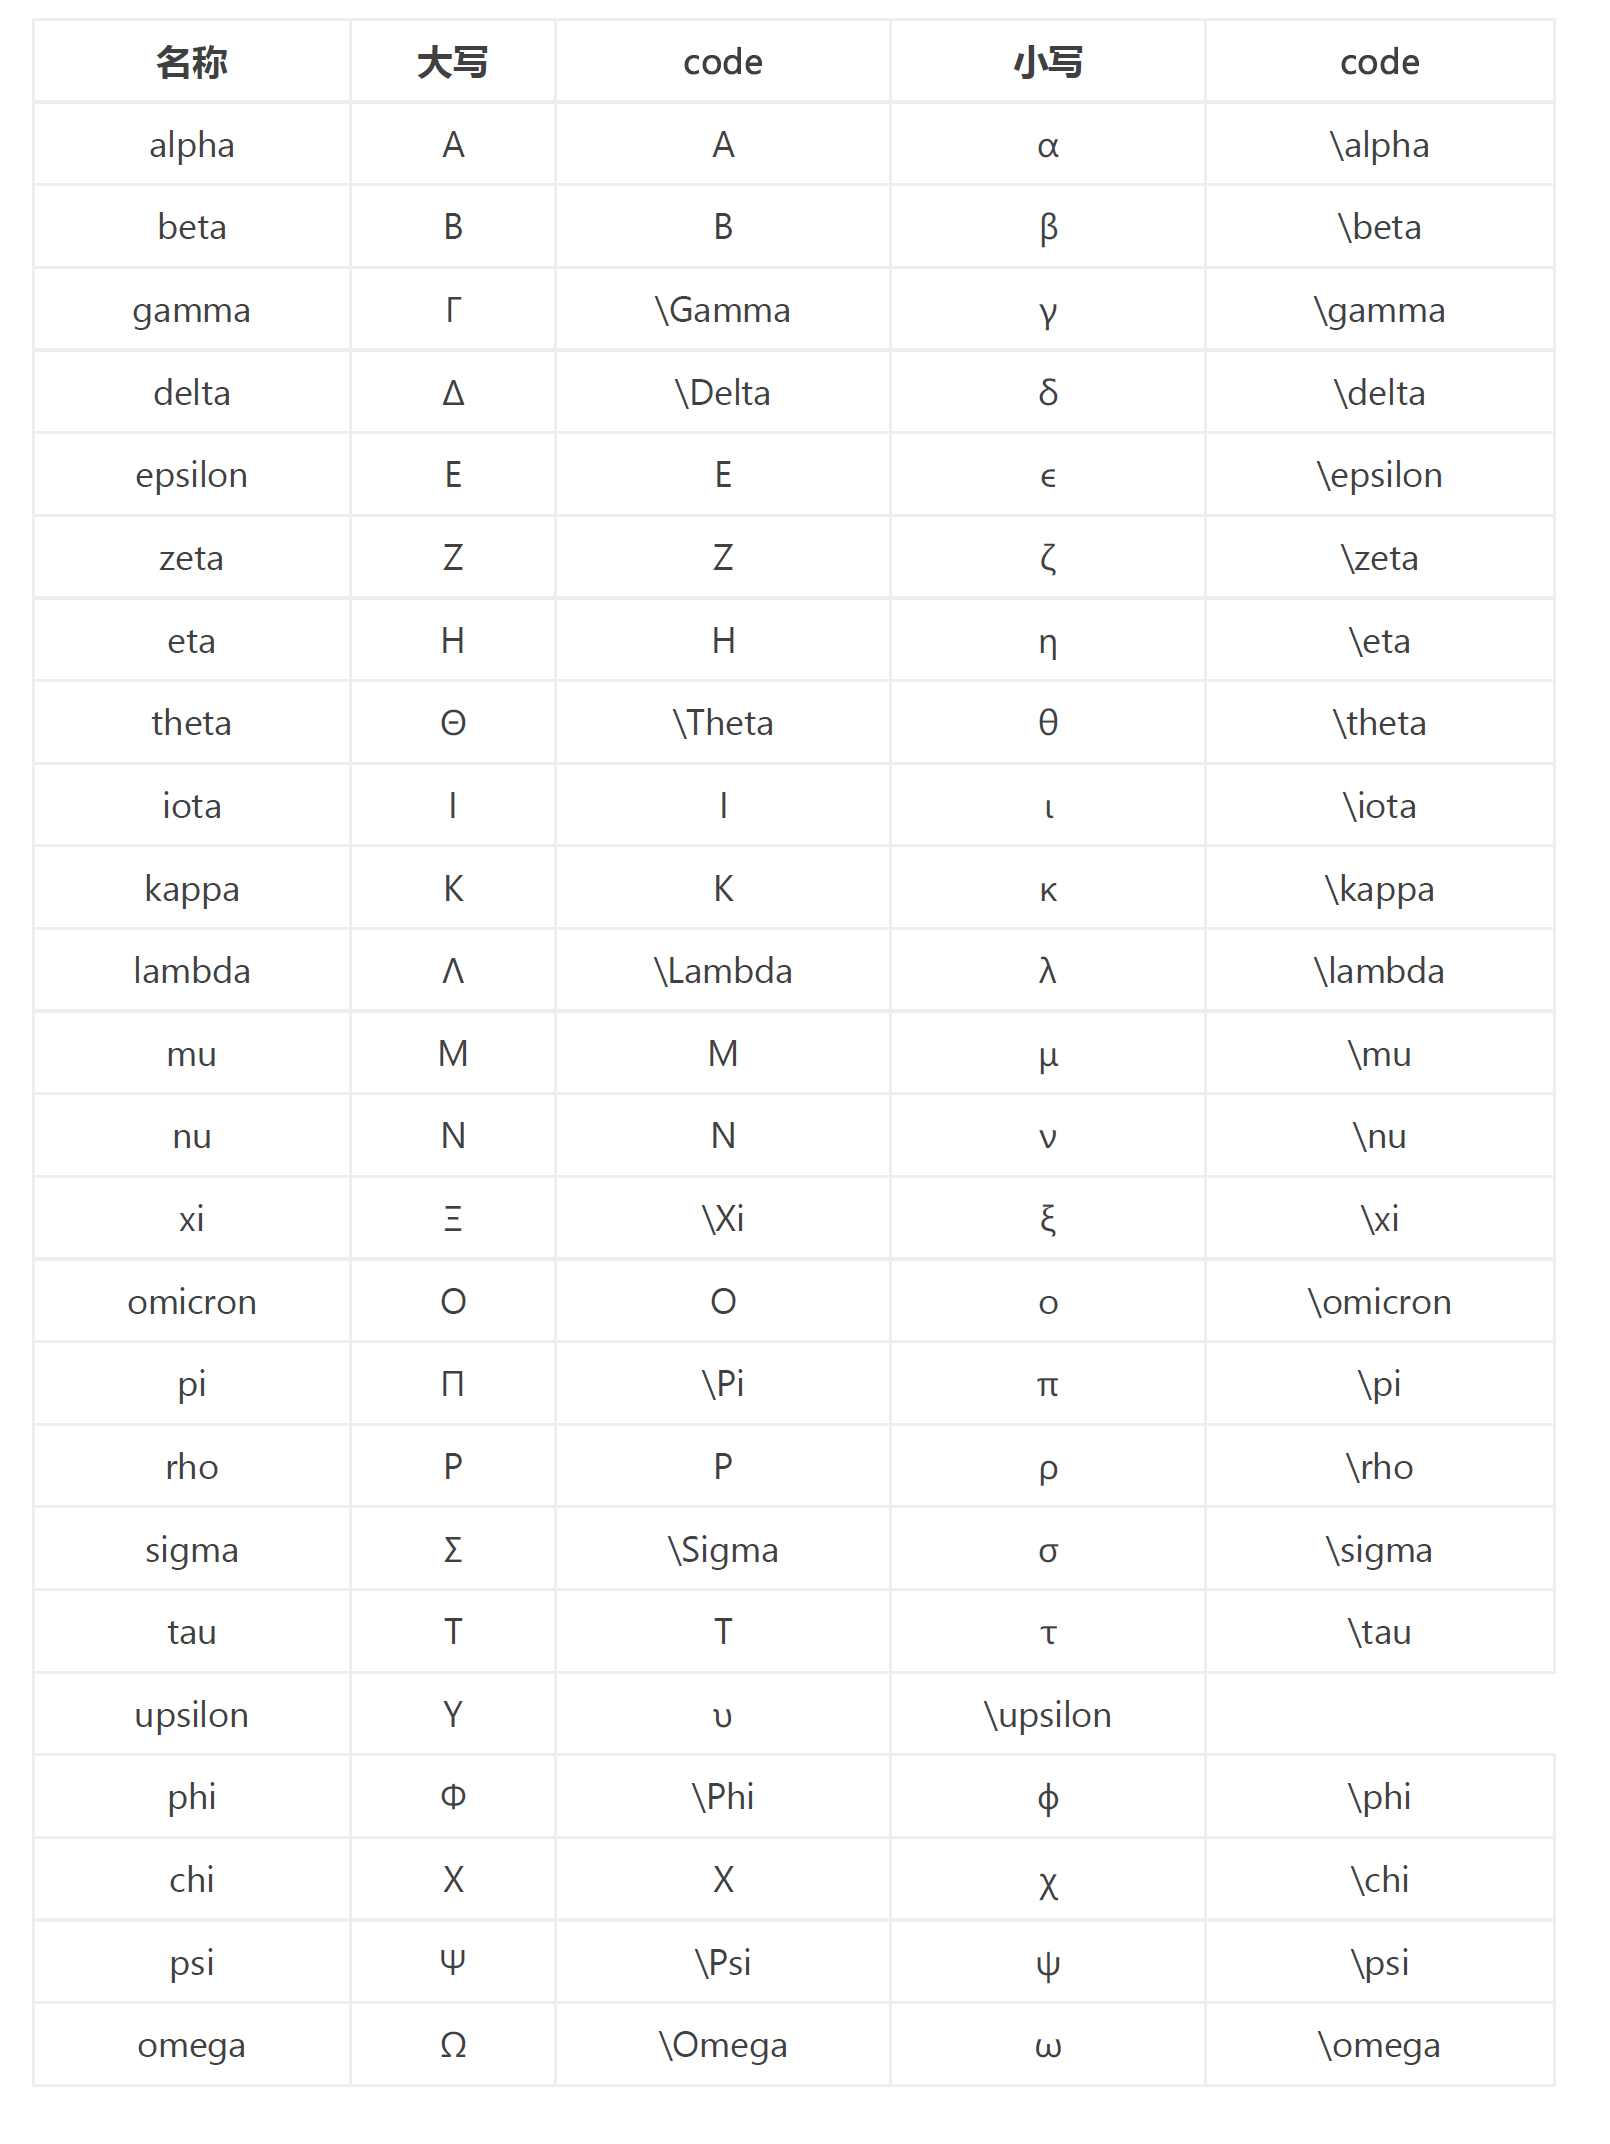 名称 大写 code 小写 code
alpha Α A α \alpha
beta Β B β \beta
gamma Γ \Gamma γ \gamma
delta Δ \Delta δ \delta
epsilon Ε E ϵ \epsilon
zeta Ζ Z ζ \zeta
eta Η H η \eta
theta Θ \Theta θ \theta
iota Ι I ι \iota
kappa Κ K κ \kappa
lambda Λ \Lambda λ \lambda
mu Μ M μ \mu
nu Ν N ν \nu
xi Ξ \Xi ξ \xi
omicron Ο O ο \omicron
pi Π \Pi π \pi
rho Ρ P ρ \rho
sigma Σ \Sigma σ \sigma
tau Τ T τ \tau
upsilon Υ υ \upsilon
phi Φ \Phi ϕ \phi
chi Χ X χ \chi
psi Ψ \Psi ψ \psi
omega Ω \Omega ω \omega